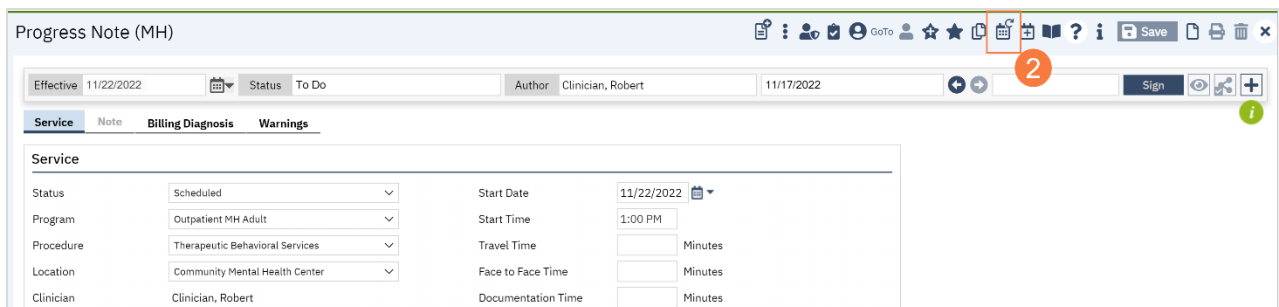 Progress Note (MH) GoTo ? i Save
2
Effective 11/22/2022 Status To Do Author Clinician, Robert 11/17/2022 Sign
i
Service Note Billing Diagnosis Warnings
Service
Status Scheduled Start Date 11/22/2022
Program Outpatient MH Adult Start Time 1:00 PM
Procedure Therapeutic Behavioral Services Travel Time Minutes
Location Community Mental Health Center Face to Face Time Minutes
Clinician Clinician, Robert Documentation Time Minutes